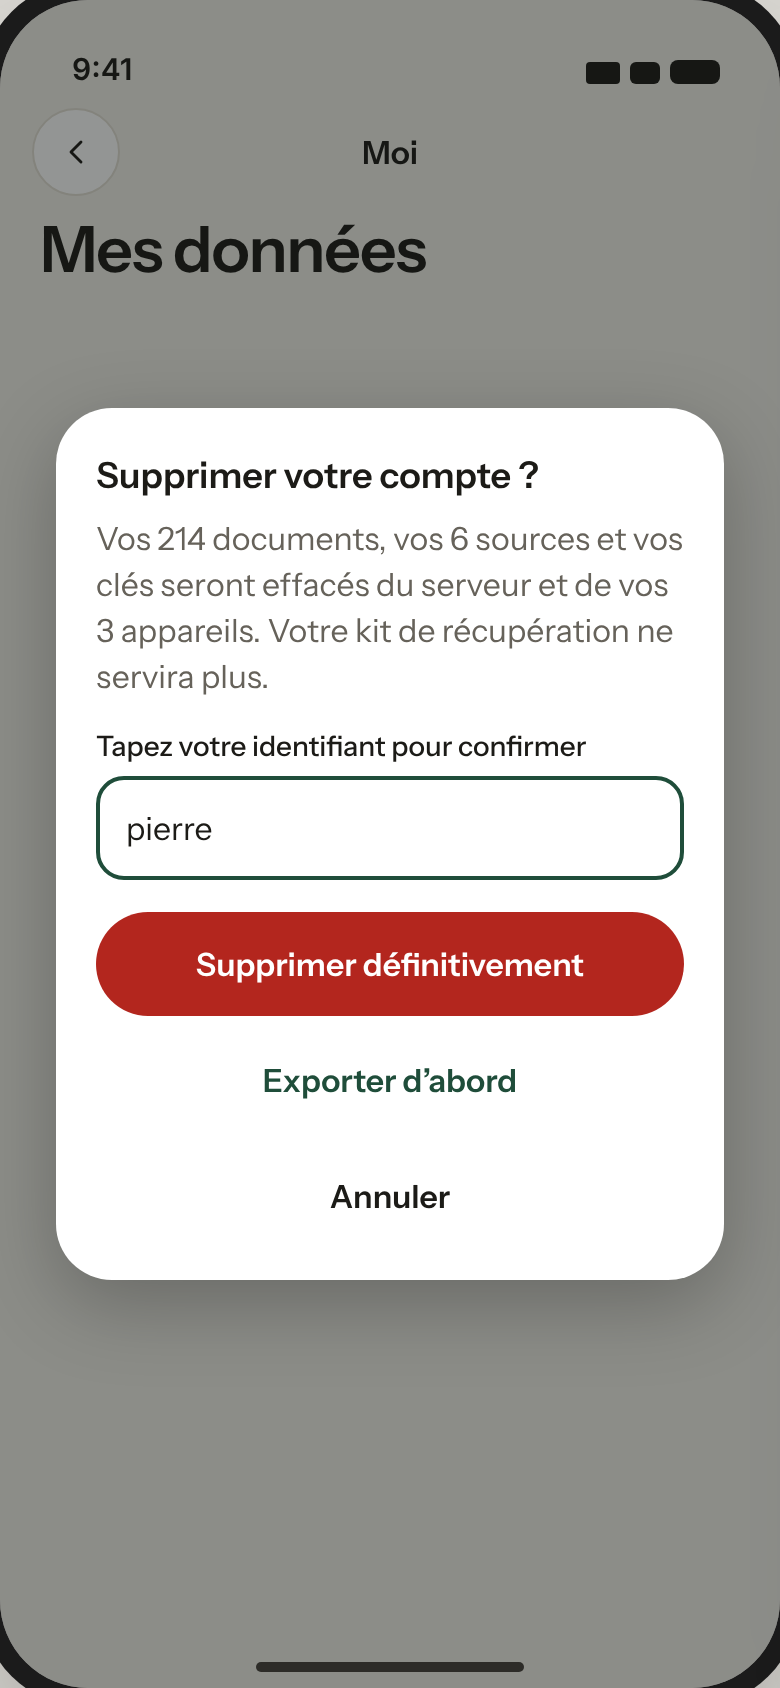 9:41
Moi
Mes données
Supprimer votre compte ?
Vos 214 documents, vos 6 sources et vos
clés seront effacés du serveur et de vos
3 appareils. Votre kit de récupération ne
servira plus.
Tapez votre identifiant pour confirmer
pierre
Supprimer définitivement
Exporter d’abord
Annuler